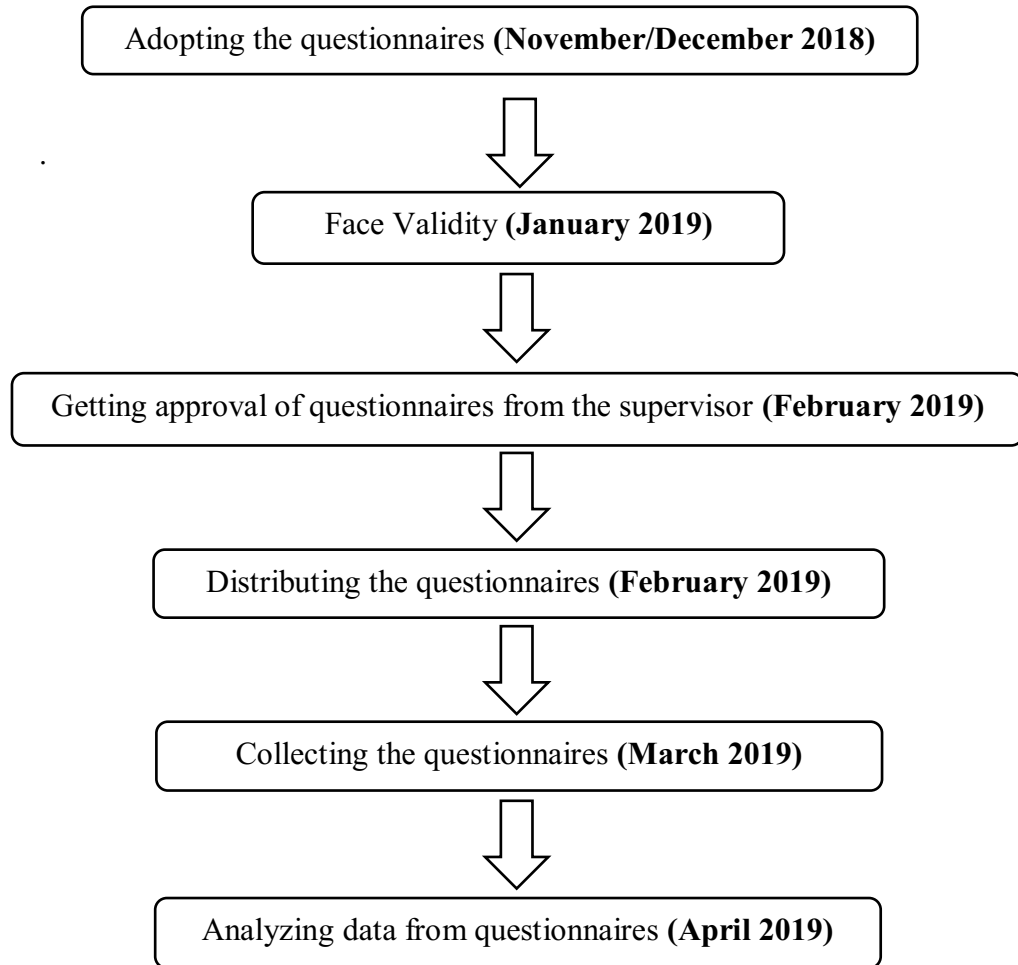 Adopting the questionnaires (November/December 2018)
.
Face Validity (January 2019)
Getting approval of questionnaires from the supervisor (February 2019)
Distributing the questionnaires (February 2019)
Collecting the questionnaires (March 2019)
Analyzing data from questionnaires (April 2019)